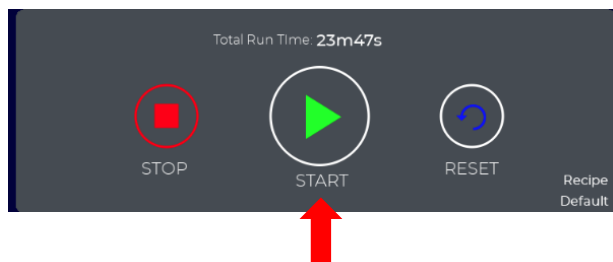 Total Run TIme: 23m47s
STOP
START
RESET
Recipe
Default